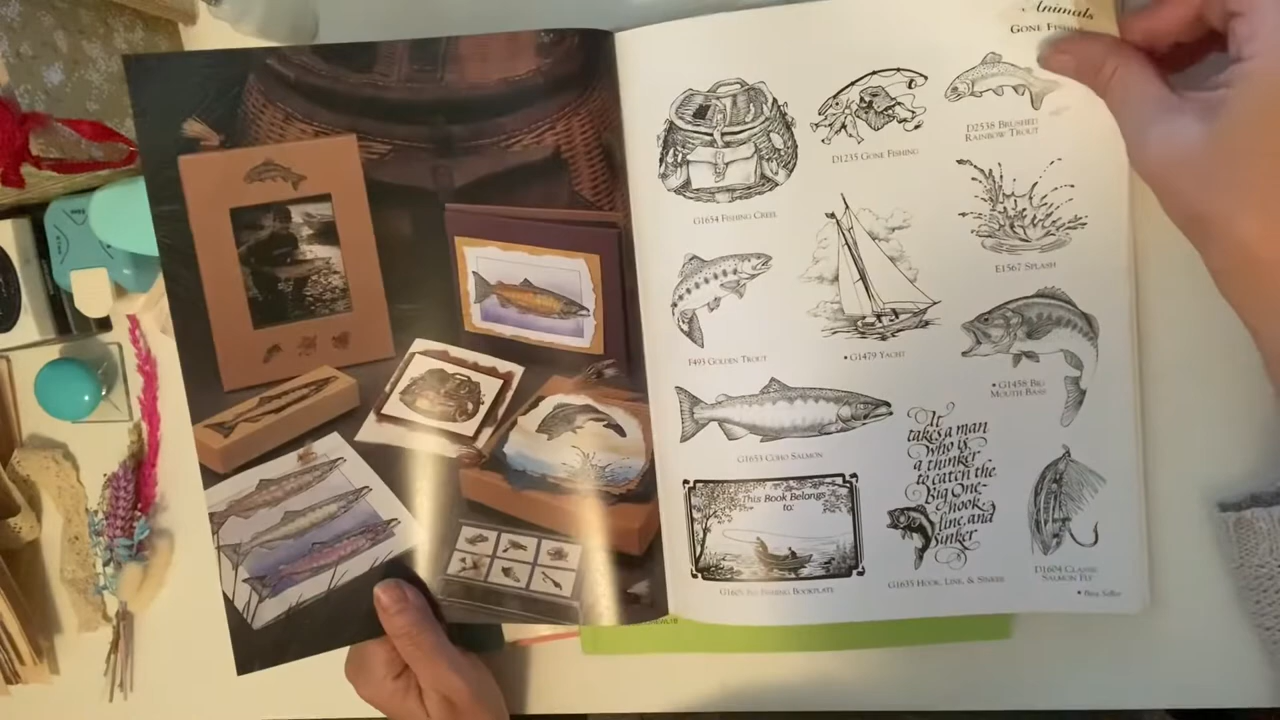 Animals
GONE FISHING
G1654 FISHING CREEL
D1235 GONE FISHING
D2538 BRUSHED
RAINBOW TROUT
E1567 SPLASH
F493 GOLDEN TROUT
• G1479 YACHT
• G1458 BIG
MOUTH BASS
G1653 COHO SALMON
It
takes a man
who is
a thinker
to catch the
Big One-
hook
line, and
sinker
This Book Belongs
to:
FISHING BOOKPLATE
G1635 HOOK, LINE, & SINKER
D1604 CLASSIC
SALMON FLY
• Best Seller